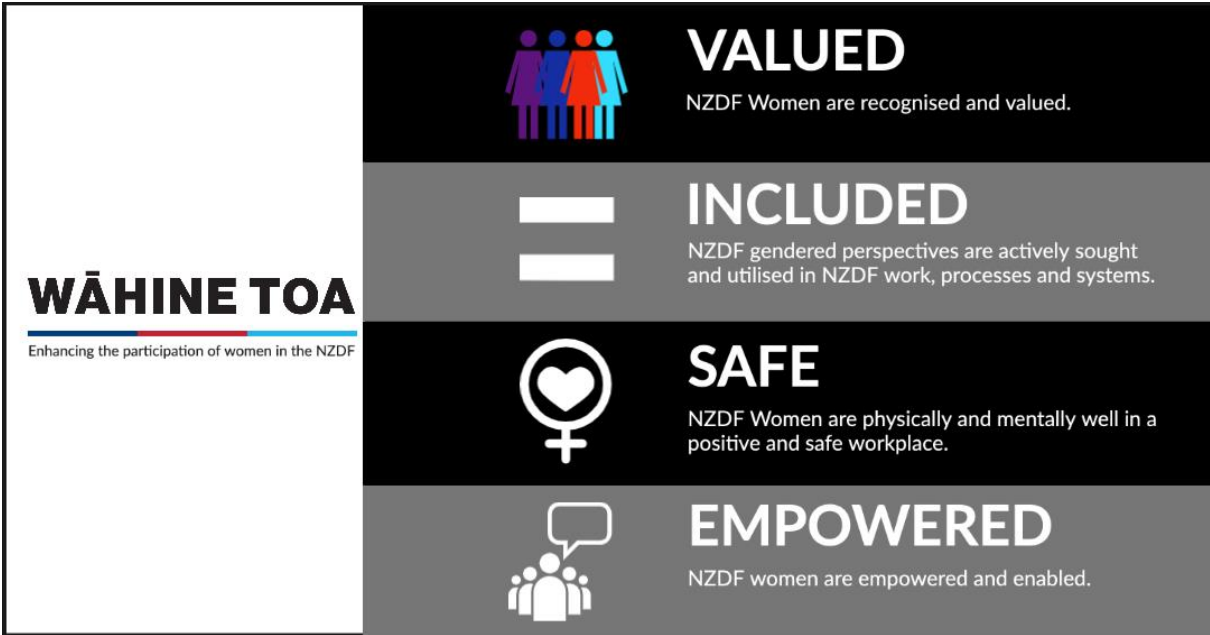 WĀHINE TOA
Enhancing the participation of women in the NZDF
VALUED
NZDF Women are recognised and valued.
INCLUDED
NZDF gendered perspectives are actively sought
and utilised in NZDF work, processes and systems.
SAFE
NZDF Women are physically and mentally well in a
positive and safe workplace.
EMPOWERED
NZDF women are empowered and enabled.